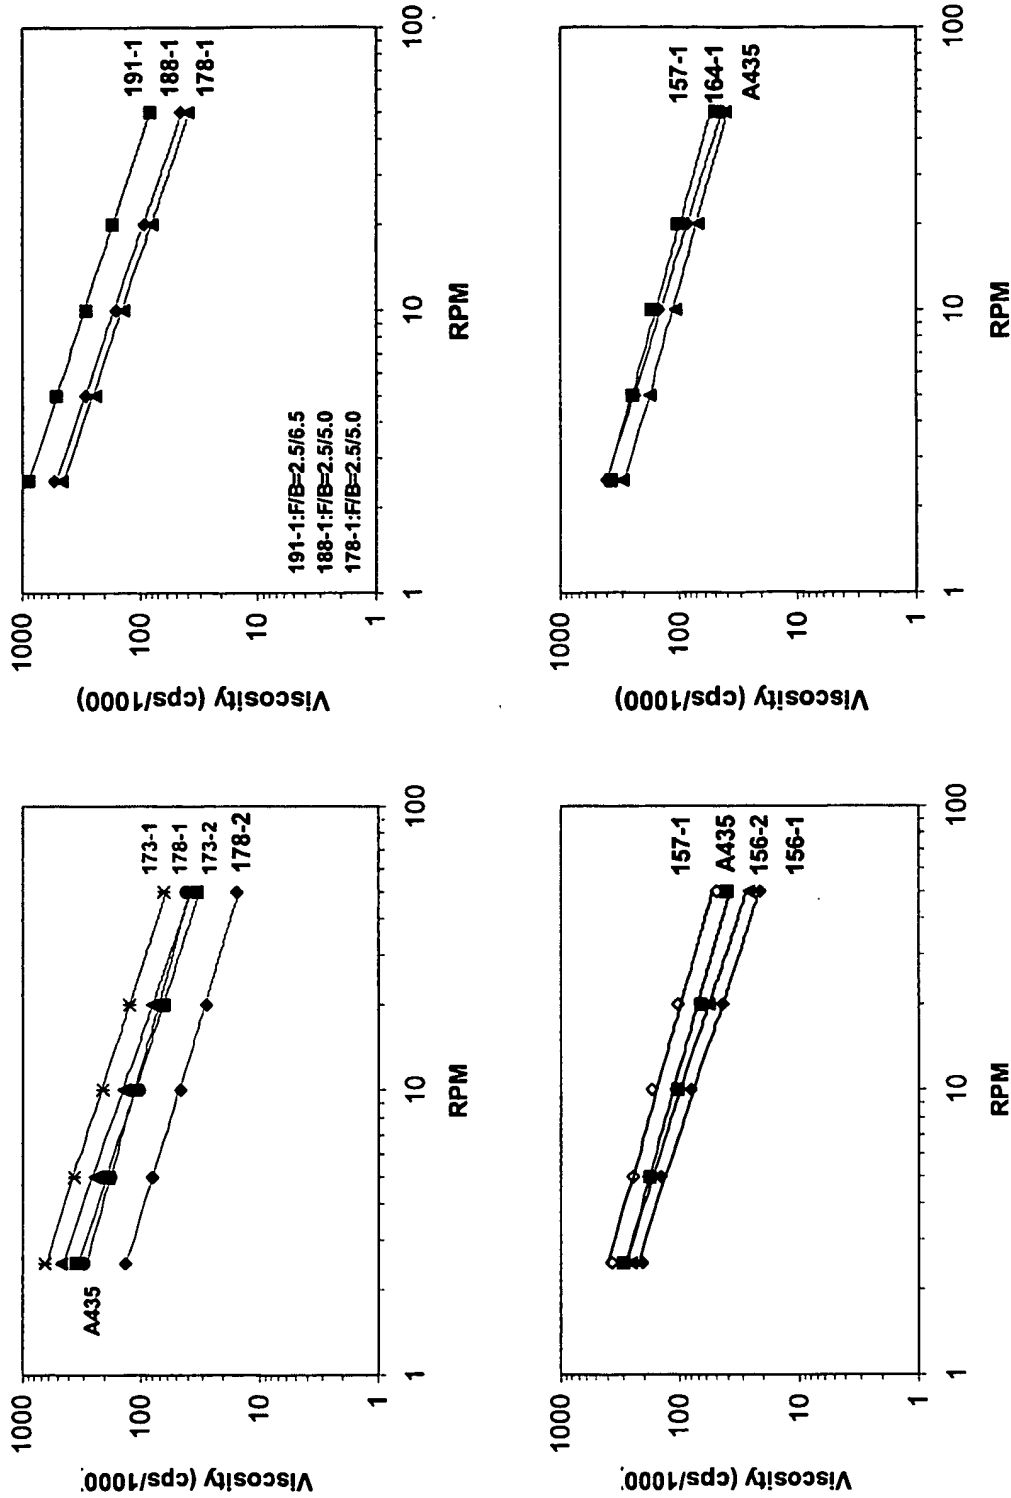 Viscosity (cps/1000)
1000
100
10
1
A435
173-1
178-1
173-2
178-2
1
10
100
RPM
Viscosity (cps/1000)
1000
100
10
1
191-1
188-1
178-1
191-1:F/B=2.5/6.5
188-1:F/B=2.5/5.0
178-1:F/B=2.5/5.0
1
10
100
RPM
Viscosity (cps/1000)
1000
100
10
1
157-1
A435
156-2
156-1
1
10
100
RPM
Viscosity (cps/1000)
1000
100
10
1
157-1
164-1
A435
1
10
100
RPM